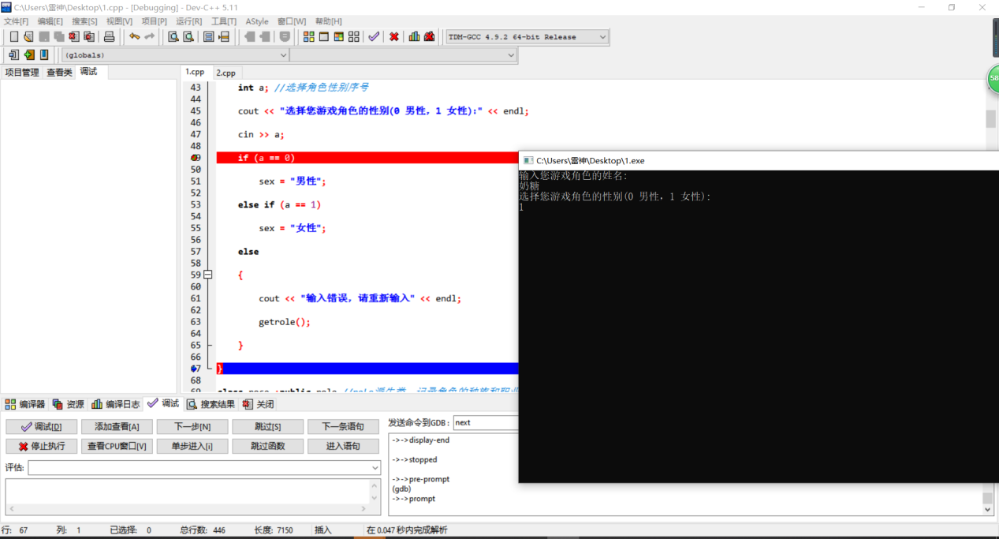 C:\Users\雷神\Desktop\1.cpp - [Debugging] - Dev-C++ 5.11
文件[F] 编辑[E] 搜索[S] 视图[V] 项目[P] 运行[R] 工具[T] AStyle 窗口[W] 帮助[H]
TDM-GCC 4.9.2 64-bit Release
(globals)
58
项目管理 查看类 调试
1.cpp 2.cpp
43 int a; //选择角色性别序号
44
45 cout << "选择您游戏角色的性别(0 男性，1 女性):" << endl;
46
47 cin >> a;
48
49 if (a == 0)
50
51 sex = "男性";
52
53 else if (a == 1)
54
55 sex = "女性";
56
57 else
58
59 {
60
61 cout << "输入错误，请重新输入" << endl;
62
63 getrole();
64
65 }
66
67 }
68
69 class race :public role //role派生类，记录角色的种族和职业
C:\Users\雷神\Desktop\1.exe
输入您游戏角色的姓名:
奶糖
选择您游戏角色的性别(0 男性，1 女性):
1
编译器 资源 编译日志 调试 搜索结果 关闭
调试[D] 添加查看[A] 下一步[N] 跳过[S] 下一条语句
停止执行 查看CPU窗口[V] 单步进入[i] 跳过函数 进入语句
评估:
发送命令到GDB: next
->->display-end
->->stopped
->->pre-prompt
(gdb)
->->prompt
行: 67 列: 1 已选择: 0 总行数: 446 长度: 7150 插入 在 0.047 秒内完成解析